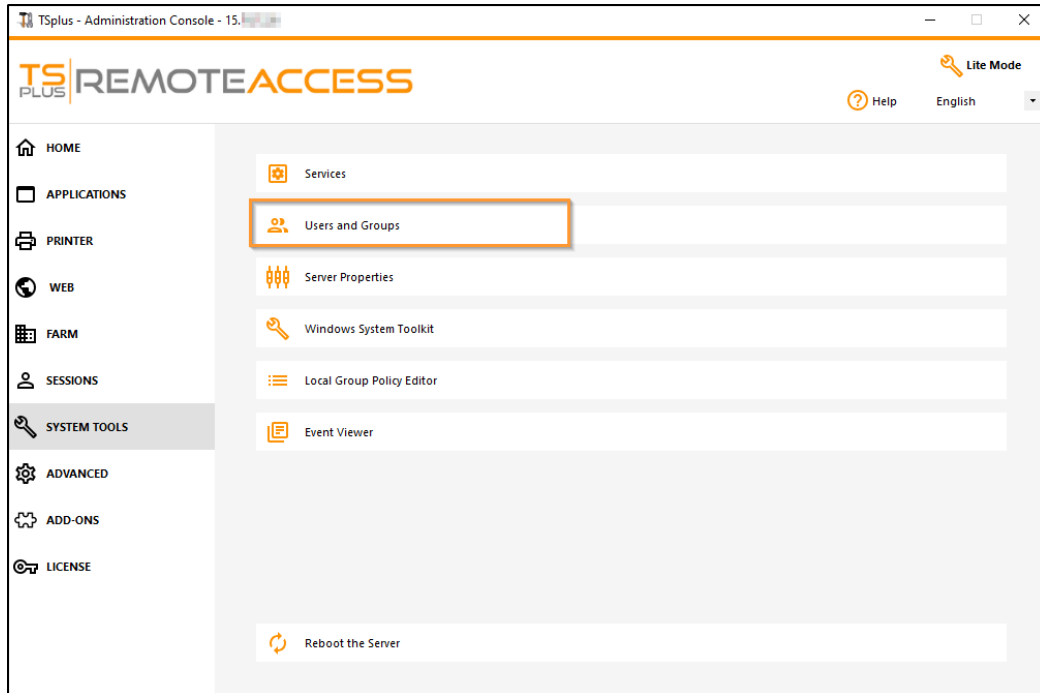 TSplus - Administration Console - 15.
TS PLUS REMOTEACCESS
Lite Mode
Help English
HOME
APPLICATIONS
PRINTER
WEB
FARM
SESSIONS
SYSTEM TOOLS
ADVANCED
ADD-ONS
LICENSE
Services
Users and Groups
Server Properties
Windows System Toolkit
Local Group Policy Editor
Event Viewer
Reboot the Server